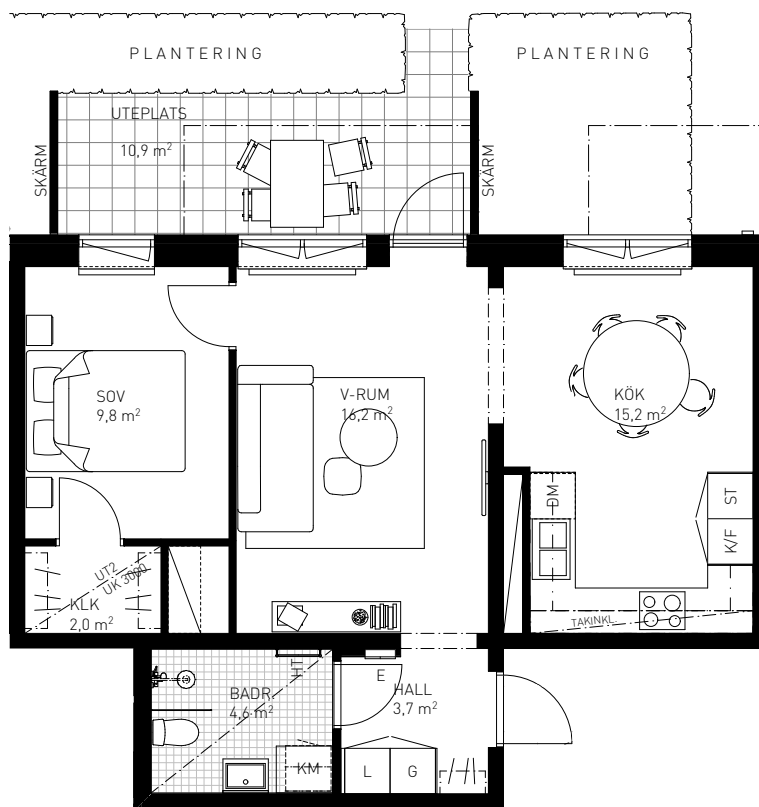 PLANTERING
PLANTERING
UTEPLATS
10,9 m²
SKÄRM
SKÄRM
SOV
9,8 m²
V-RUM
16,2 m²
KÖK
15,2 m²
DM
ST
K/F
UT2
UK 3000
KLK
2,0 m²
TAKINKL.
HT
E
BADR.
4,6 m²
HALL
3,7 m²
KM
L
G